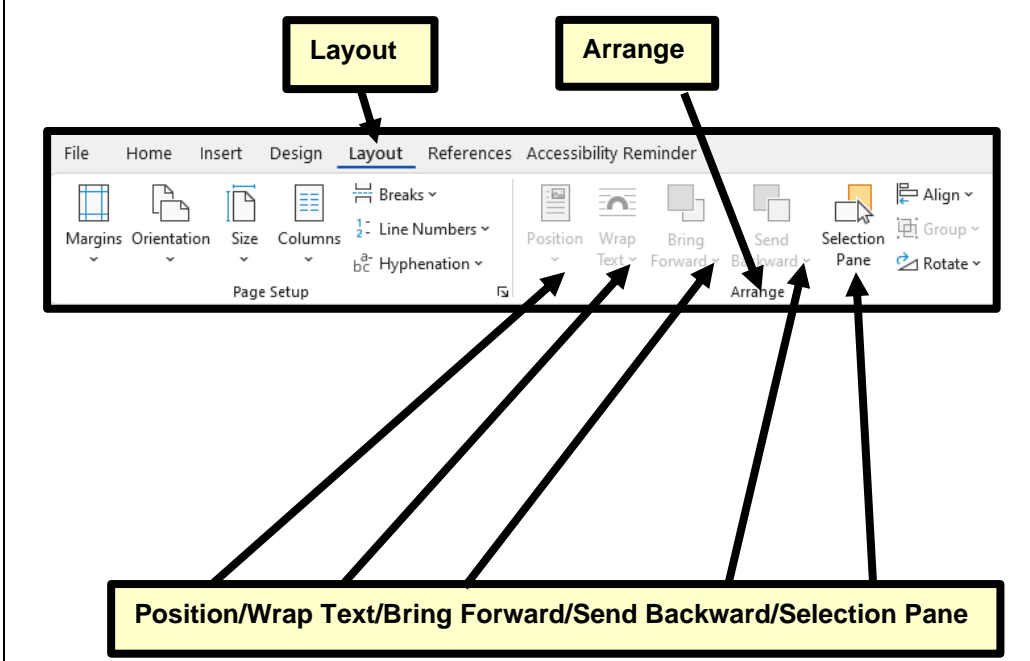 Layout
Arrange
File Home Insert Design Layout References Accessibility Reminder
Margins Orientation Size Columns
Breaks
Line Numbers
Hyphenation
Position Wrap Text Bring Forward Send Backward Selection Pane
Align
Group
Rotate
Page Setup
Arrange
Position/Wrap Text/Bring Forward/Send Backward/Selection Pane